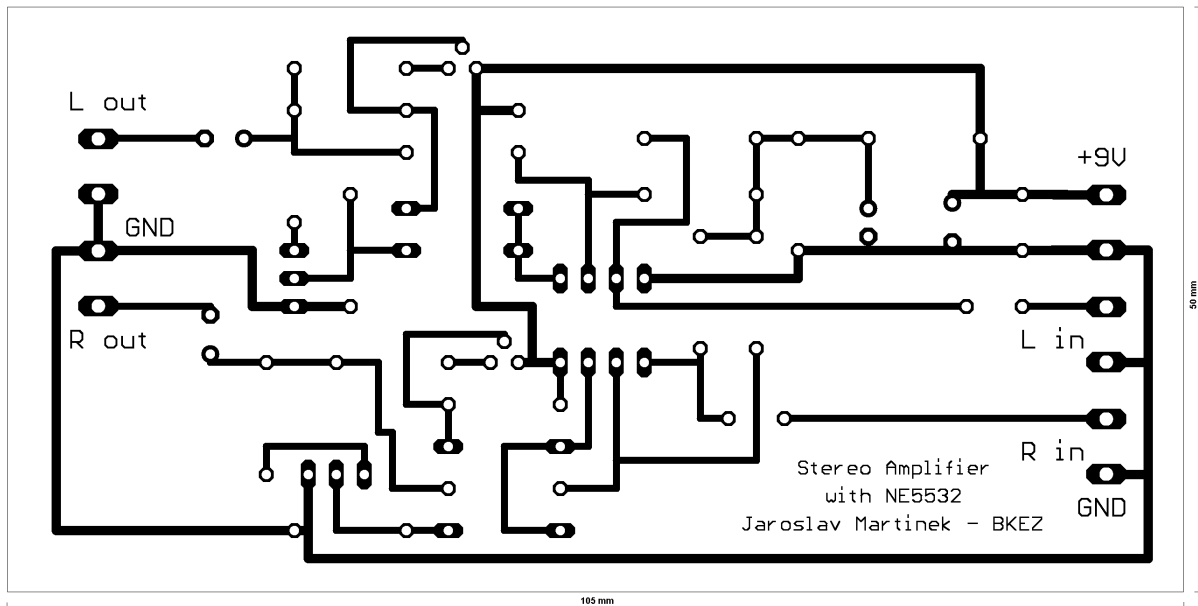 L out
+9V
GND
R out
L in
R in
Stereo Amplifier
with NE5532
Jaroslav Martinek - BKEZ
GND
50 mm
105 mm